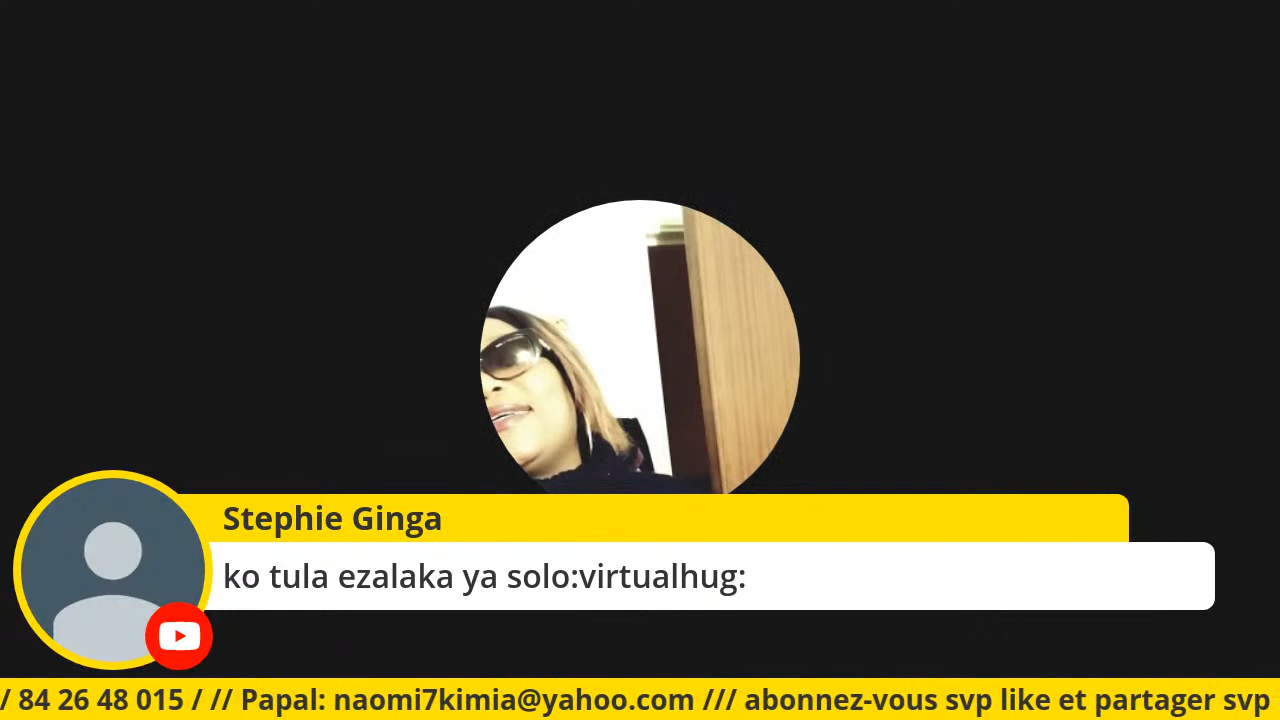 Stephie Ginga
ko tula ezalaka ya solo:virtualhug:
/ 84 26 48 015 / // Papal: naomi7kimia@yahoo.com /// abonnez-vous svp like et partager svp